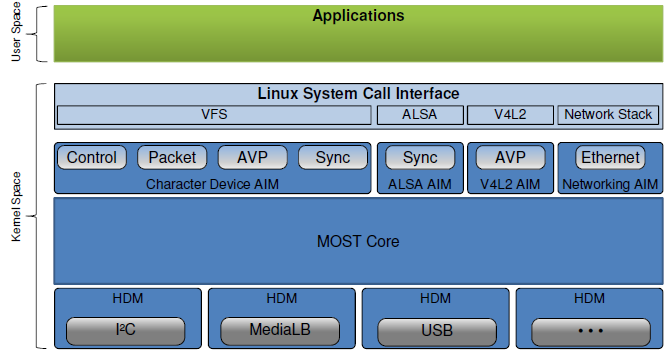 User Space
Applications
Kernel Space
Linux System Call Interface
VFS ALSA V4L2 Network Stack
Control Packet AVP Sync Sync AVP Ethernet
Character Device AIM ALSA AIM V4L2 AIM Networking AIM
MOST Core
HDM HDM HDM HDM
I²C MediaLB USB • • •